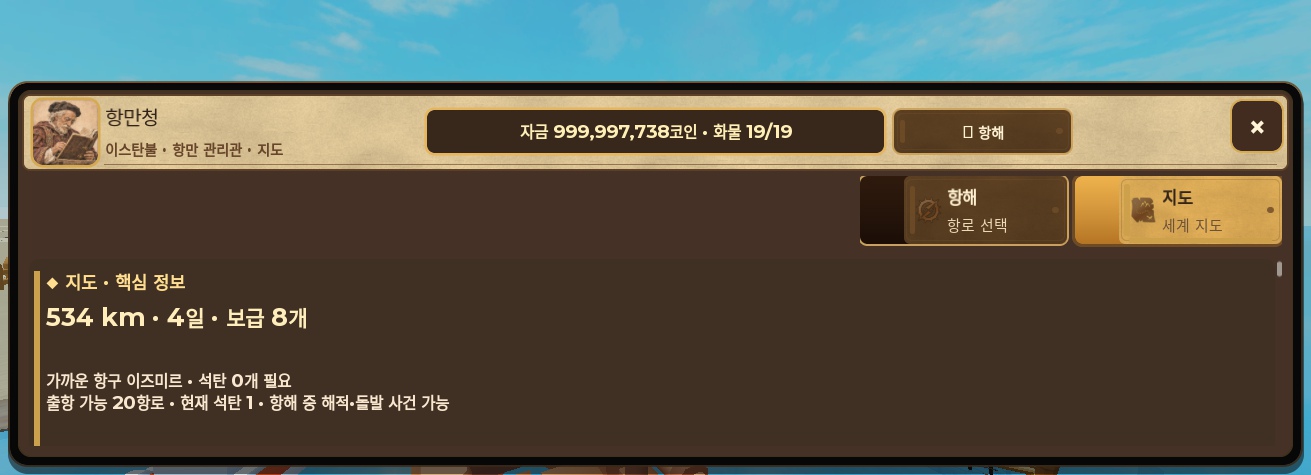 항만청
이스탄불 • 항만 관리관 • 지도
자금 999,997,738코인 • 화물 19/19
▯ 항해
×
항해
항로 선택
지도
세계 지도
◆ 지도 • 핵심 정보
534 km • 4일 • 보급 8개
가까운 항구 이즈미르 • 석탄 0개 필요
출항 가능 20항로 • 현재 석탄 1 • 항해 중 해적•돌발 사건 가능